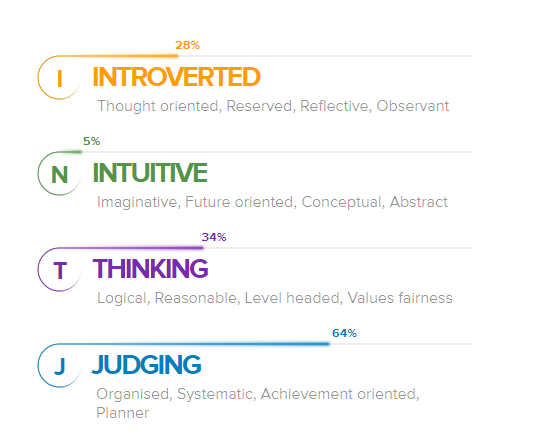 28%
I INTROVERTED
Thought oriented, Reserved, Reflective, Observant
5%
N INTUITIVE
Imaginative, Future oriented, Conceptual, Abstract
34%
T THINKING
Logical, Reasonable, Level headed, Values fairness
64%
J JUDGING
Organised, Systematic, Achievement oriented,
Planner